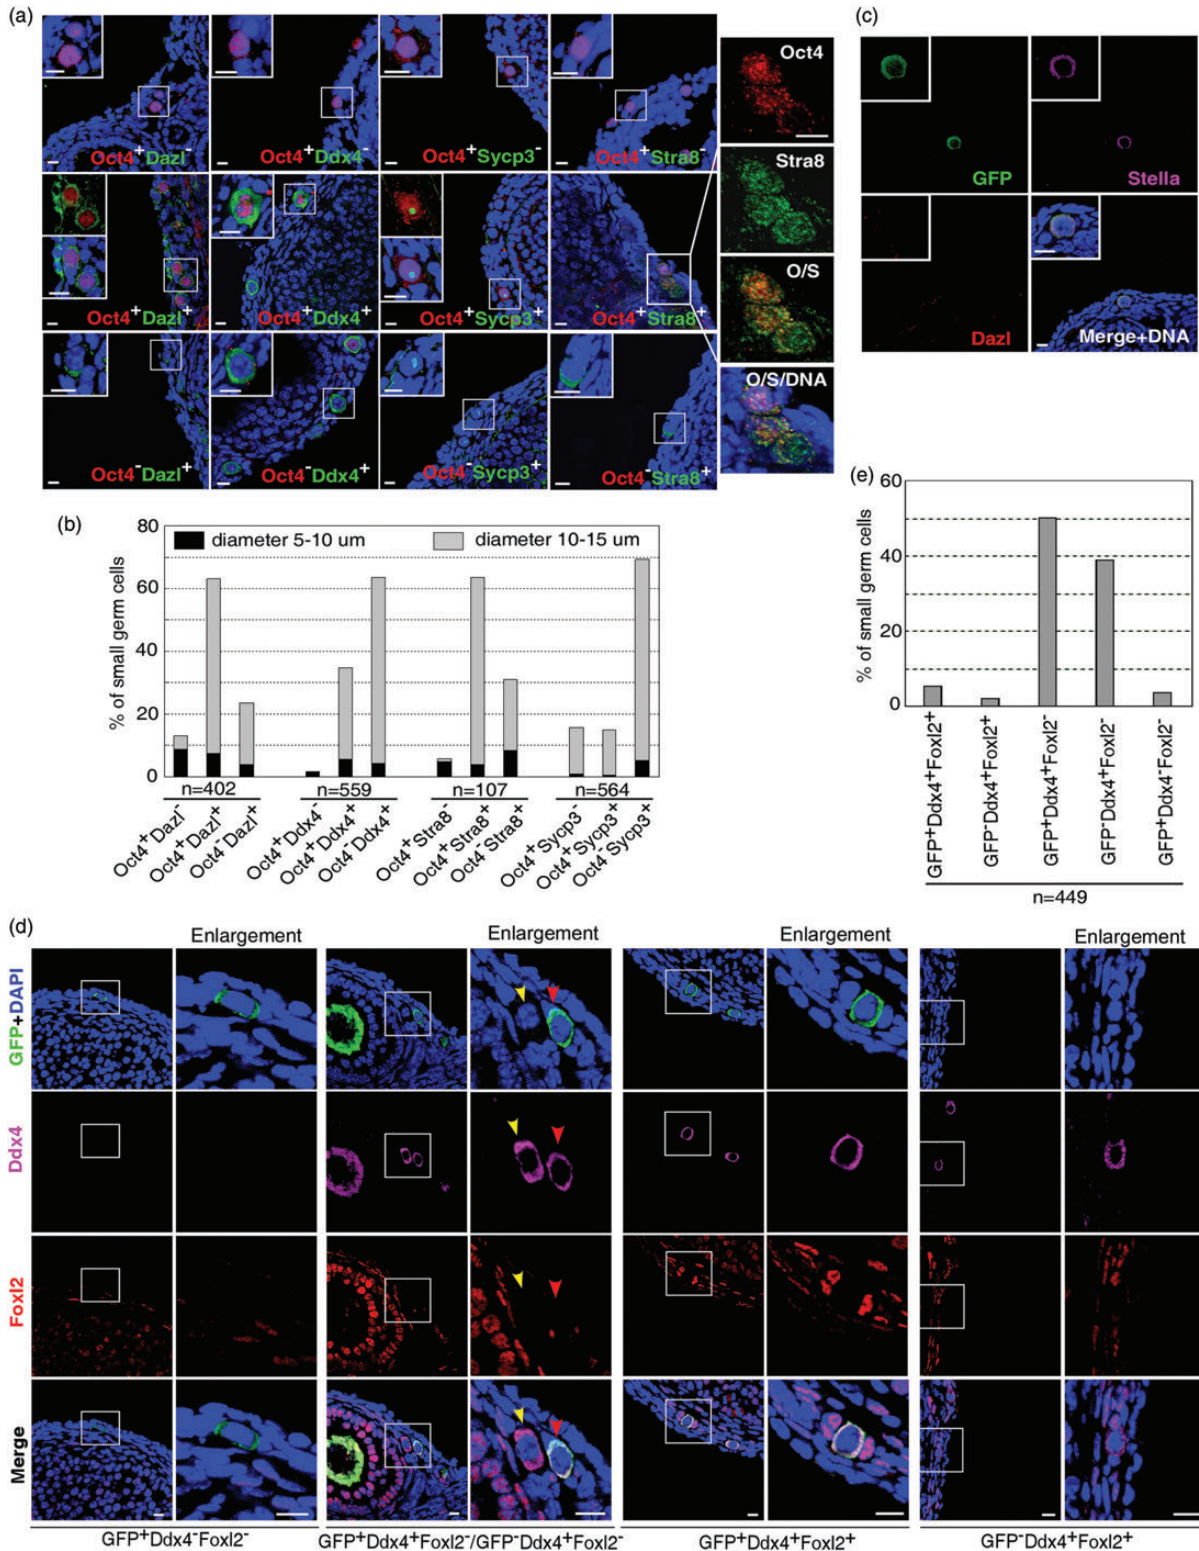 (a)
Oct4⁺Dazl⁻
Oct4⁺Ddx4⁻
Oct4⁺Sycp3⁻
Oct4⁺Stra8⁻
Oct4⁺Dazl⁺
Oct4⁺Ddx4⁺
Oct4⁺Sycp3⁺
Oct4⁺Stra8⁺
Oct4⁻Dazl⁺
Oct4⁻Ddx4⁺
Oct4⁻Sycp3⁺
Oct4⁻Stra8⁺
Oct4
Stra8
O/S
O/S/DNA
(c)
GFP
Stella
Dazl
Merge+DNA
(b)
% of small germ cells
80
60
40
20
0
diameter 5-10 um
diameter 10-15 um
n=402
n=559
n=107
n=564
Oct4⁺Dazl⁻
Oct4⁺Dazl⁺
Oct4⁻Dazl⁺
Oct4⁺Ddx4⁻
Oct4⁺Ddx4⁺
Oct4⁻Ddx4⁺
Oct4⁺Stra8⁻
Oct4⁺Stra8⁺
Oct4⁻Stra8⁺
Oct4⁺Sycp3⁻
Oct4⁺Sycp3⁺
Oct4⁻Sycp3⁺
(e)
% of small germ cells
60
40
20
0
GFP⁺Ddx4⁺Foxl2⁺
GFP⁻Ddx4⁺Foxl2⁺
GFP⁺Ddx4⁺Foxl2⁻
GFP⁻Ddx4⁺Foxl2⁻
GFP⁺Ddx4⁻Foxl2⁻
n=449
(d)
Enlargement
Enlargement
Enlargement
Enlargement
GFP+DAPI
Ddx4
Foxl2
Merge
GFP⁺Ddx4⁻Foxl2⁻
GFP⁺Ddx4⁺Foxl2⁻/GFP⁻Ddx4⁺Foxl2⁻
GFP⁺Ddx4⁺Foxl2⁺
GFP⁻Ddx4⁺Foxl2⁺